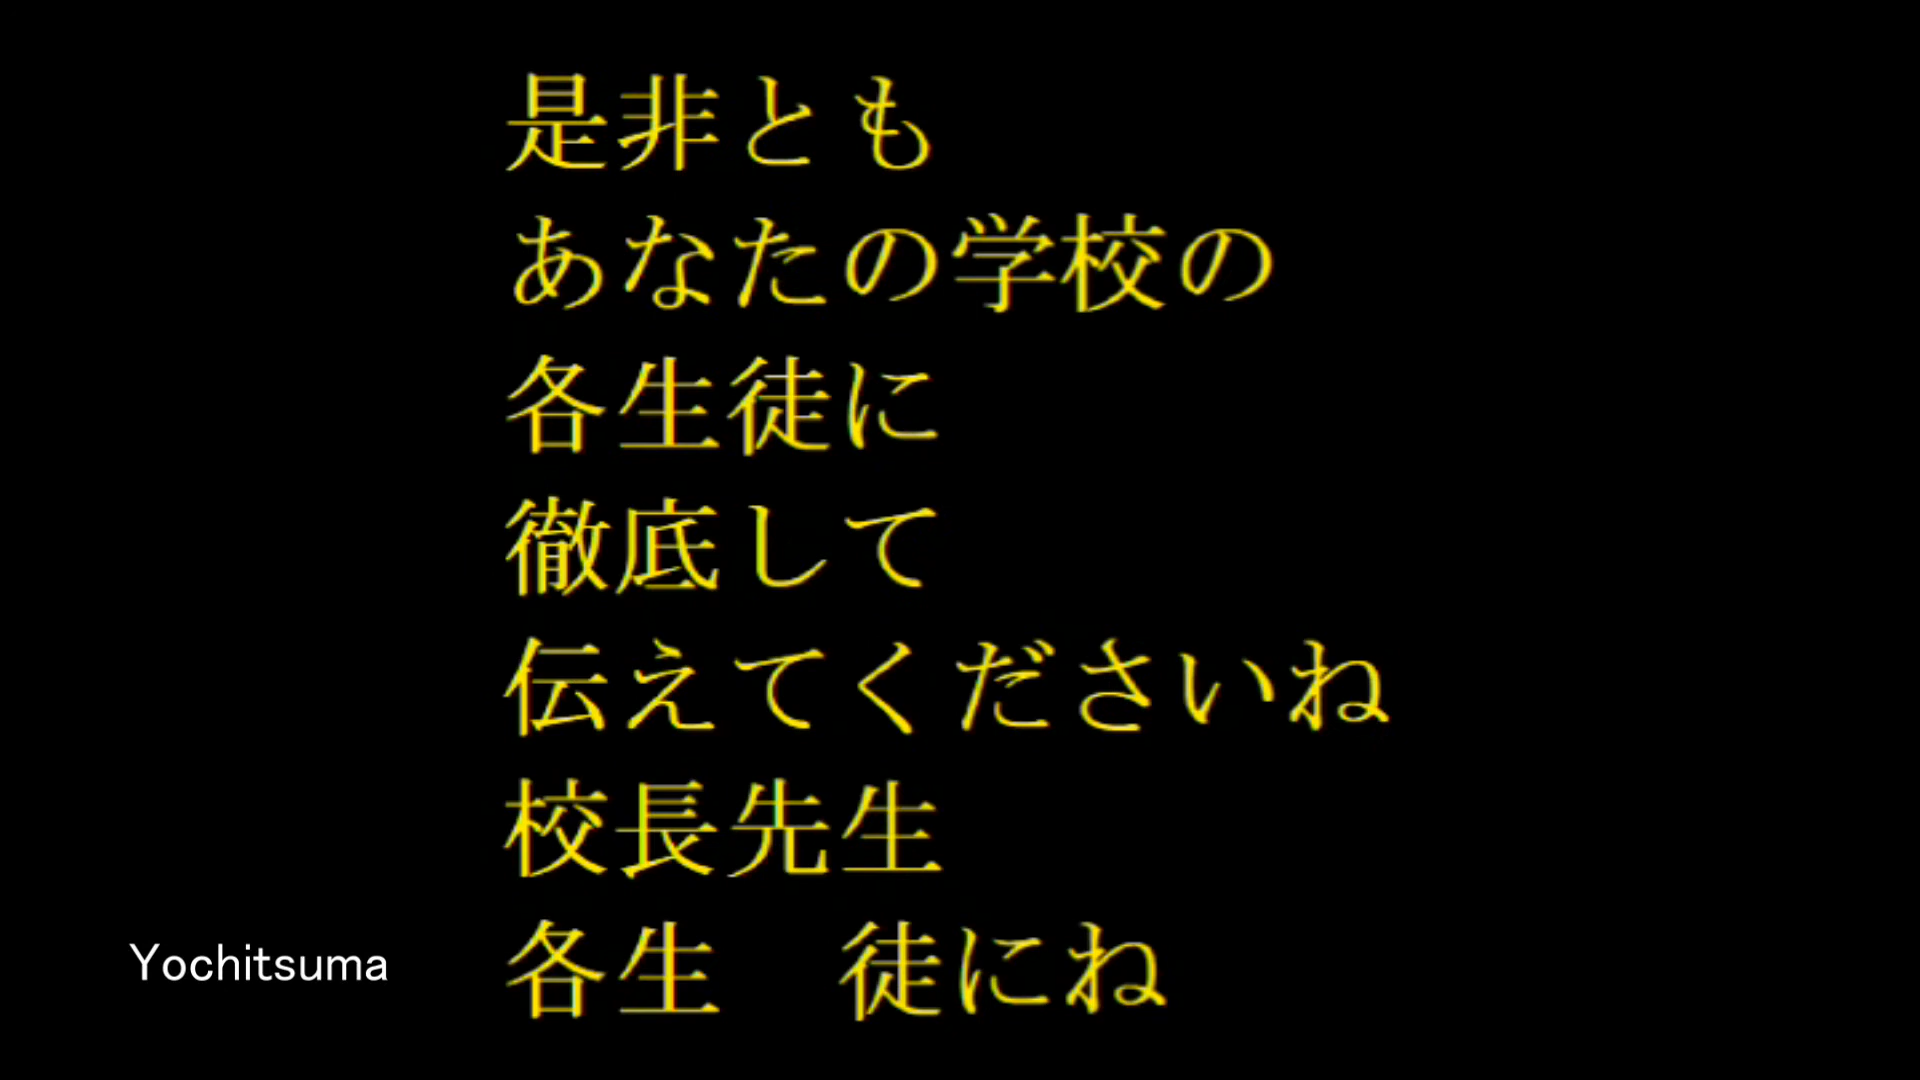 是非とも
あなたの学校の
各生徒に
徹底して
伝えてくださいね
校長先生
各生　徒にね
Yochitsuma